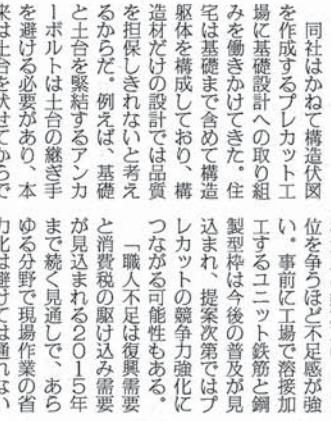 同社はかねて構造伏図
を作成するプレカット工
場に基礎設計への取り組
みを働きかけてきた。住
宅は基礎まで含めて構造
躯体を構成しており、構
造材だけの設計では品質
を担保しきれないと考え
るからだ。例えば、基礎
と土台を緊結するアンカ
ーボルトは土台の継ぎ手
を避ける必要があり、本
来は土台を伏せてからで
位を争うほど不足感が強
い。事前に工場で溶接加
工するユニット鉄筋と鋼
製型枠は今後の普及が見
込まれ、提案次第ではプ
レカットの競争力強化に
つながる可能性もある。
「職人不足は復興需要
と消費税の駆け込み需要
が見込まれる2015年
まで続く見通しで、あら
ゆる分野で現場作業の省
力化は避けては通れない